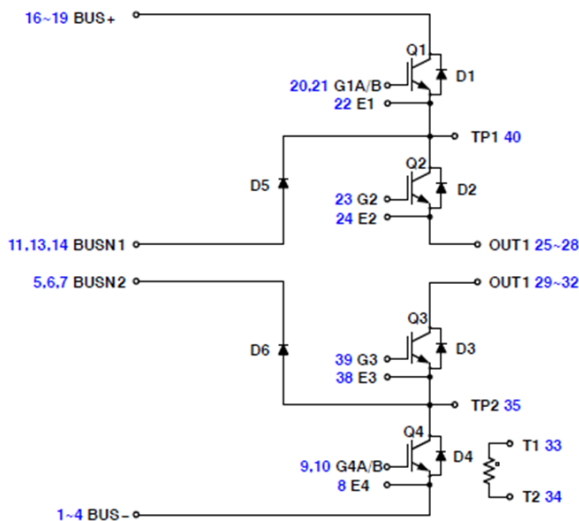 16~19 BUS+
Q1
D1
20,21 G1A/B
22 E1
TP1 40
Q2
D5
D2
23 G2
24 E2
11,13,14 BUSN1
OUT1 25~28
5,6,7 BUSN2
OUT1 29~32
Q3
D6
D3
39 G3
38 E3
TP2 35
Q4
T1 33
D4
9,10 G4A/B
8 E4
T2 34
1~4 BUS−